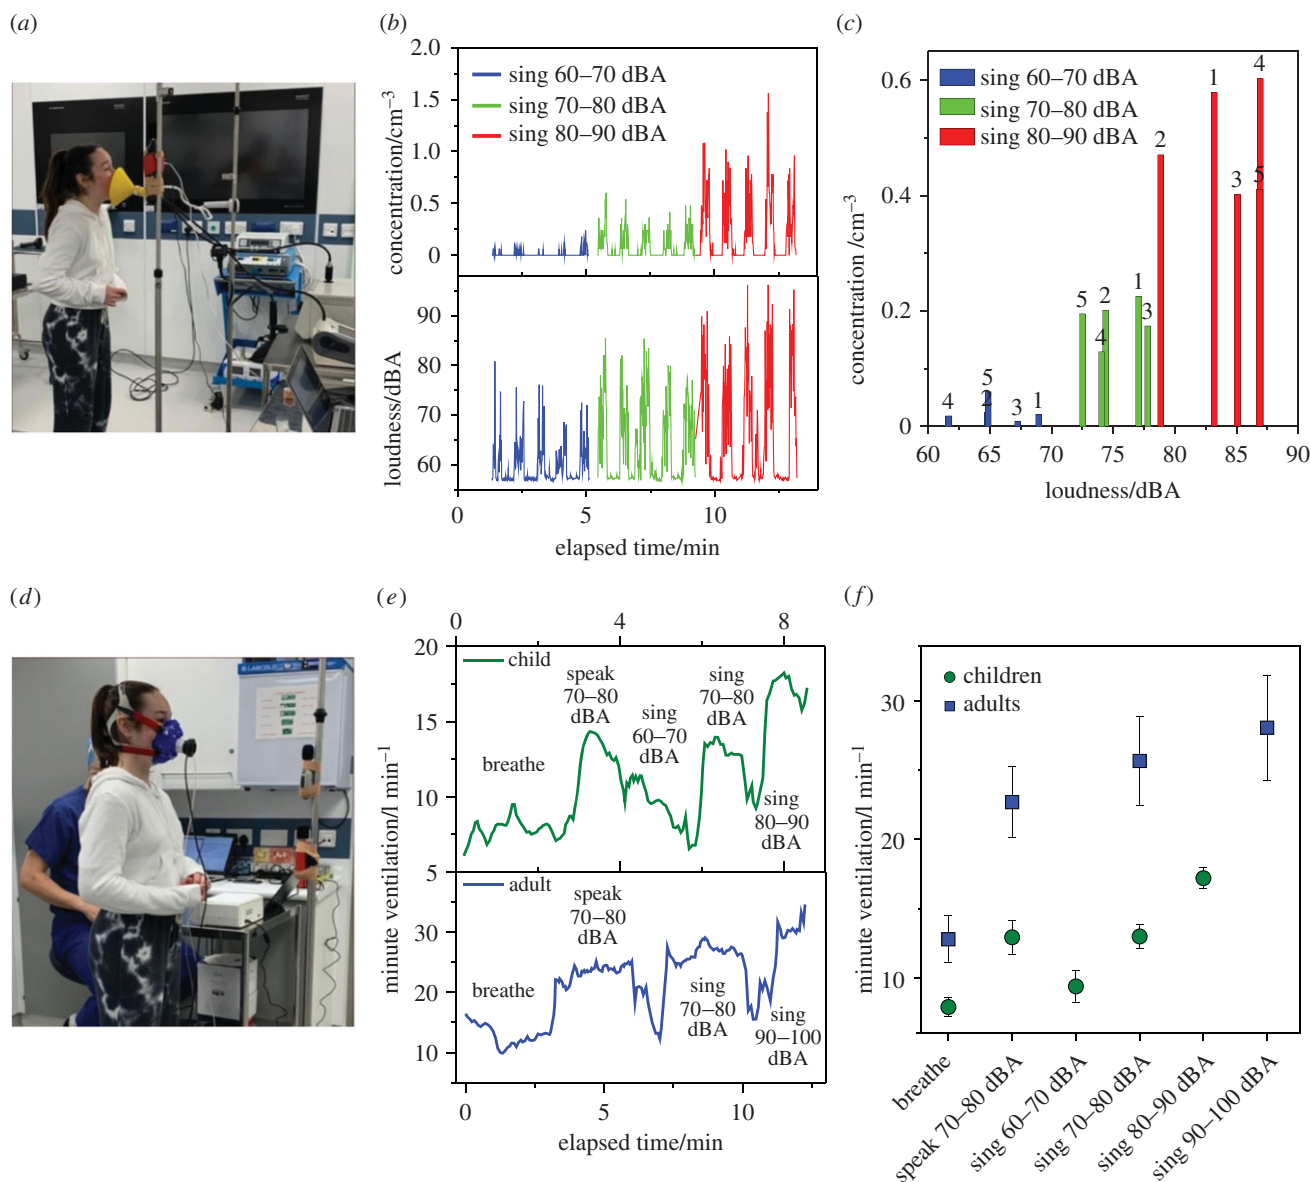 (a)
(b)
2.0
1.5
1.0
0.5
0
concentration/cm−3
sing 60–70 dBA
sing 70–80 dBA
sing 80–90 dBA
90
80
70
60
loudness/dBA
0 5 10
elapsed time/min
(c)
0.6
0.4
0.2
0
concentration /cm−3
sing 60–70 dBA
sing 70–80 dBA
sing 80–90 dBA
4
5
2
3
1
5
4
2
1
3
2
1
3
4
5
60 65 70 75 80 85 90
loudness/dBA
(d)
LABCOLD
(e)
0 4 8
20
15
10
5
child
breathe
speak
70–80
dBA
sing
60–70
dBA
sing
70–80
dBA
sing
80–90
dBA
minute ventilation/l min−1
5
30
20
10
adult
breathe
speak
70–80
dBA
sing
70–80
dBA
sing
90–100
dBA
0 5 10
elapsed time/min
(f)
children
adults
30
20
10
minute ventilation/l min−1
breathe
speak 70–80 dBA
sing 60–70 dBA
sing 70–80 dBA
sing 80–90 dBA
sing 90–100 dBA